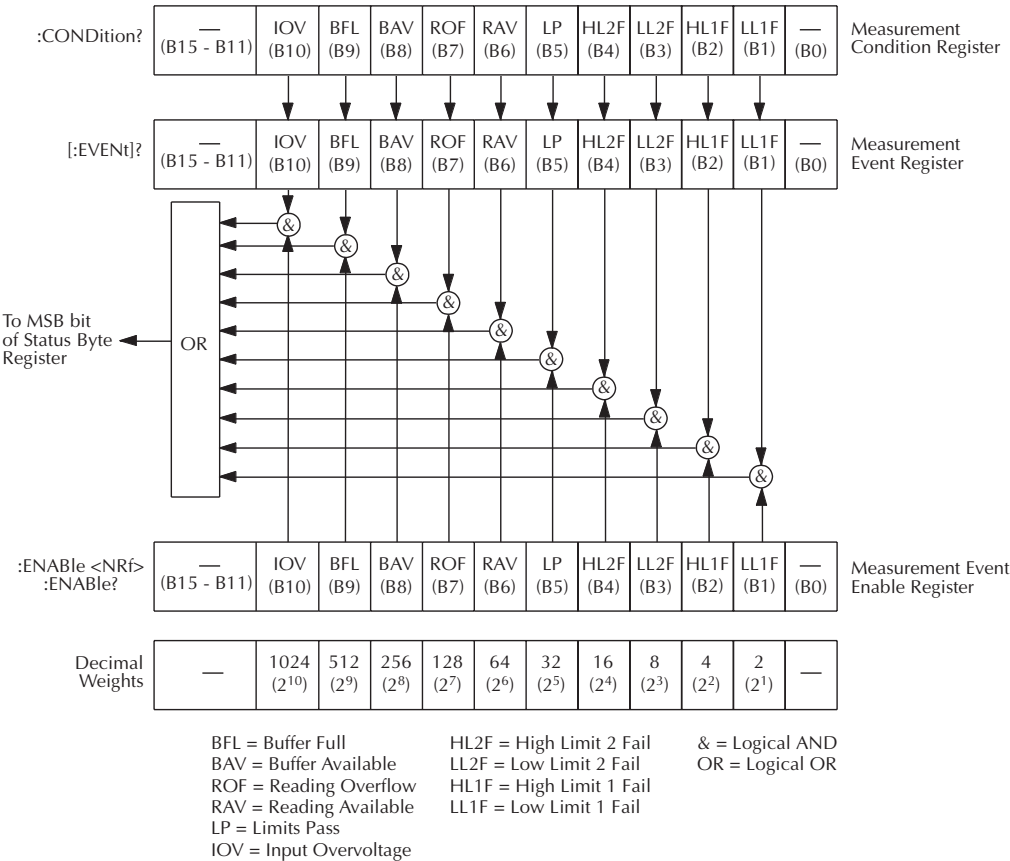 :CONDition?
—
(B15 - B11)
IOV
(B10)
BFL
(B9)
BAV
(B8)
ROF
(B7)
RAV
(B6)
LP
(B5)
HL2F
(B4)
LL2F
(B3)
HL1F
(B2)
LL1F
(B1)
—
(B0)
Measurement
Condition Register
[:EVENt]?
—
(B15 - B11)
IOV
(B10)
BFL
(B9)
BAV
(B8)
ROF
(B7)
RAV
(B6)
LP
(B5)
HL2F
(B4)
LL2F
(B3)
HL1F
(B2)
LL1F
(B1)
—
(B0)
Measurement
Event Register
&
&
&
&
&
&
&
&
&
&
To MSB bit
of Status Byte
Register
OR
:ENABle <NRf>
:ENABle?
—
(B15 - B11)
IOV
(B10)
BFL
(B9)
BAV
(B8)
ROF
(B7)
RAV
(B6)
LP
(B5)
HL2F
(B4)
LL2F
(B3)
HL1F
(B2)
LL1F
(B1)
—
(B0)
Measurement Event
Enable Register
Decimal
Weights
—
1024
(2¹⁰)
512
(2⁹)
256
(2⁸)
128
(2⁷)
64
(2⁶)
32
(2⁵)
16
(2⁴)
8
(2³)
4
(2²)
2
(2¹)
—
BFL = Buffer Full
BAV = Buffer Available
ROF = Reading Overflow
RAV = Reading Available
LP = Limits Pass
IOV = Input Overvoltage
HL2F = High Limit 2 Fail
LL2F = Low Limit 2 Fail
HL1F = High Limit 1 Fail
LL1F = Low Limit 1 Fail
& = Logical AND
OR = Logical OR